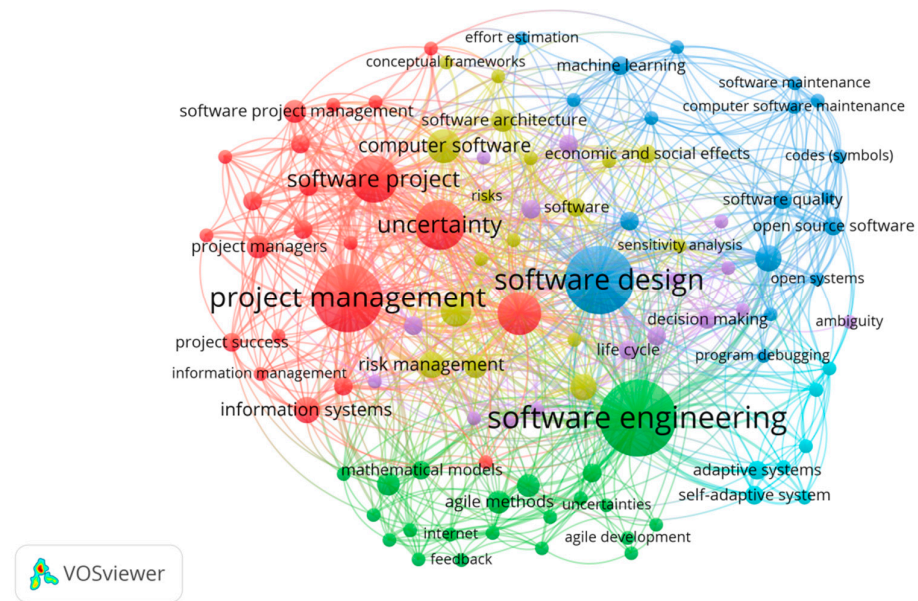 effort estimation
conceptual frameworks
machine learning
software maintenance
software project management
computer software maintenance
software architecture
computer software
economic and social effects
codes (symbols)
software project
risks
software
software quality
uncertainty
open source software
project managers
sensitivity analysis
software design
open systems
project management
decision making
ambiguity
project success
life cycle
program debugging
risk management
information management
information systems
software engineering
mathematical models
adaptive systems
agile methods
uncertainties
self-adaptive system
internet
agile development
feedback
VOSviewer